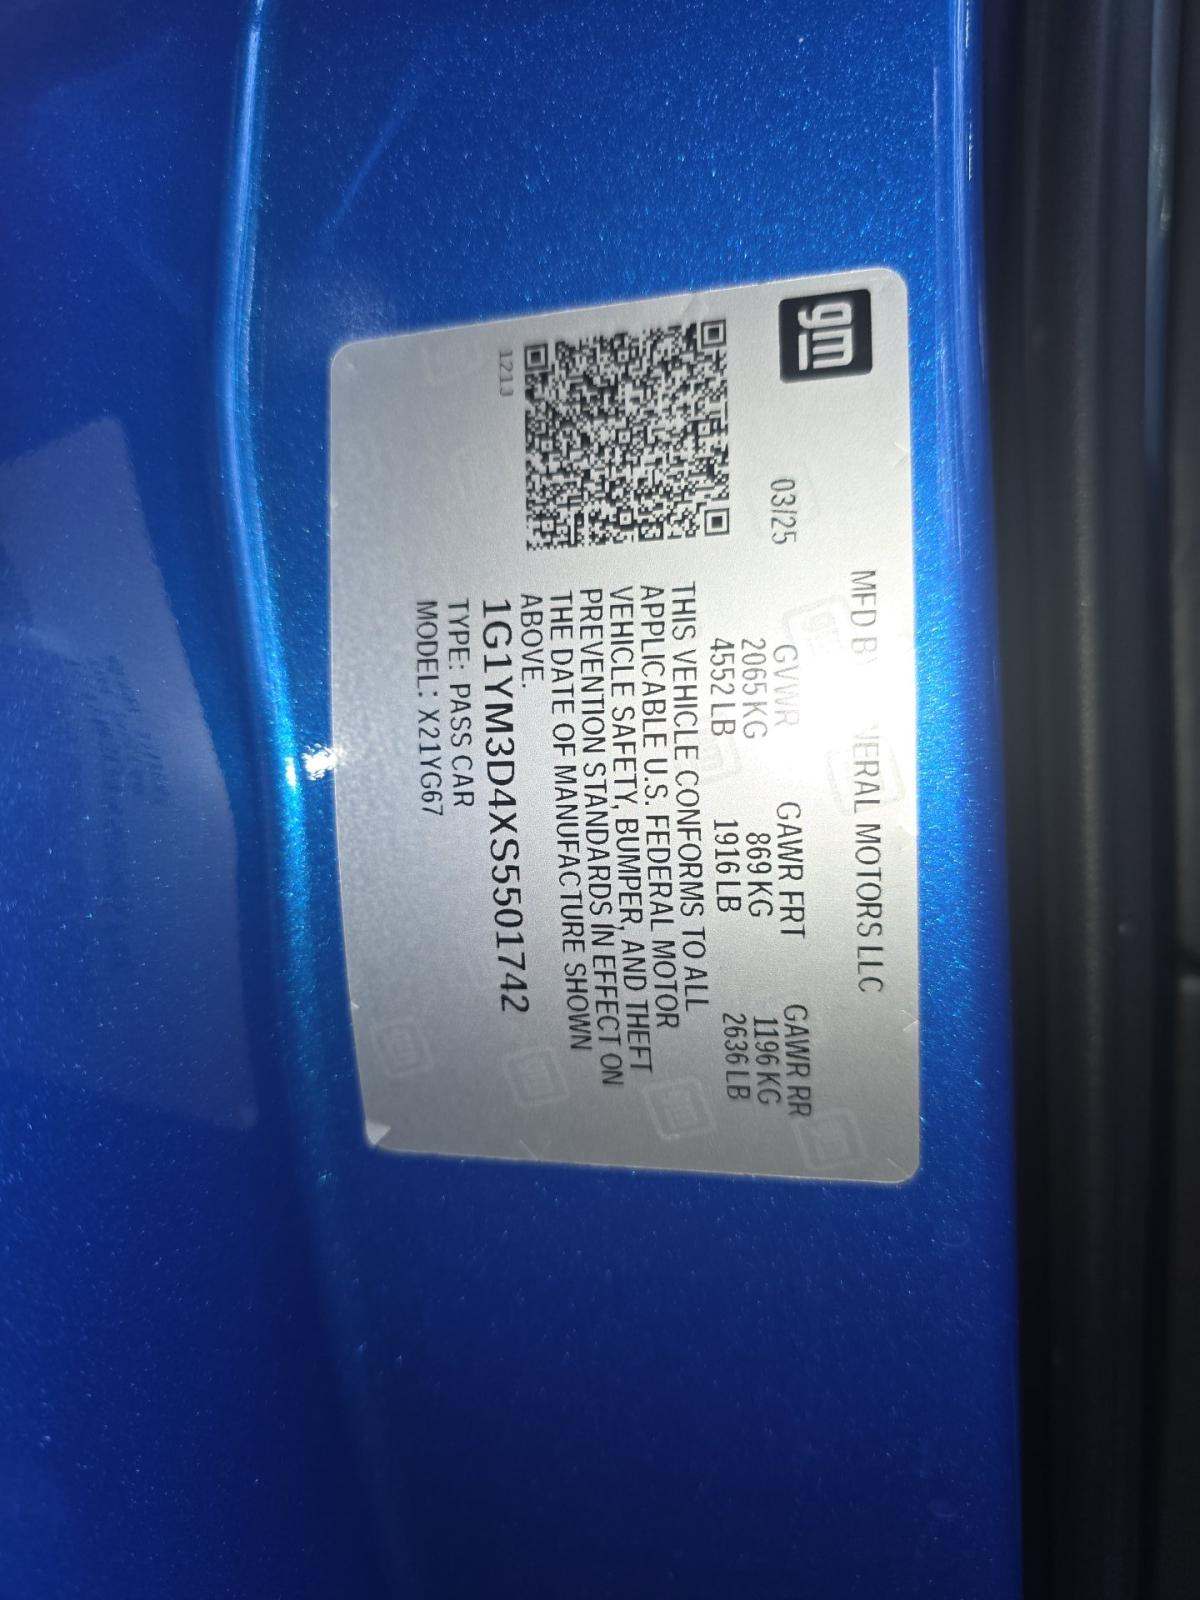 gm
MFD BY ERAL MOTORS LLC
03/25
GVWR GAWR FRT GAWR RR
2065 KG 869 KG 1196 KG
4552 LB 1916 LB 2636 LB
THIS VEHICLE CONFORMS TO ALL
APPLICABLE U.S. FEDERAL MOTOR
VEHICLE SAFETY, BUMPER, AND THEFT
PREVENTION STANDARDS IN EFFECT ON
THE DATE OF MANUFACTURE SHOWN
ABOVE.
1G1YM3D4XS5501742
TYPE: PASS CAR
MODEL: X21YG67
121J